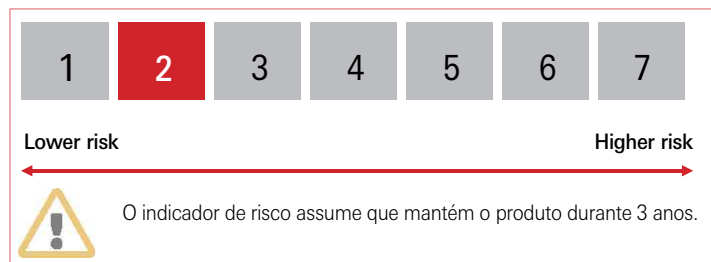 1 2 3 4 5 6 7
Lower risk Higher risk
O indicador de risco assume que mantém o produto durante 3 anos.